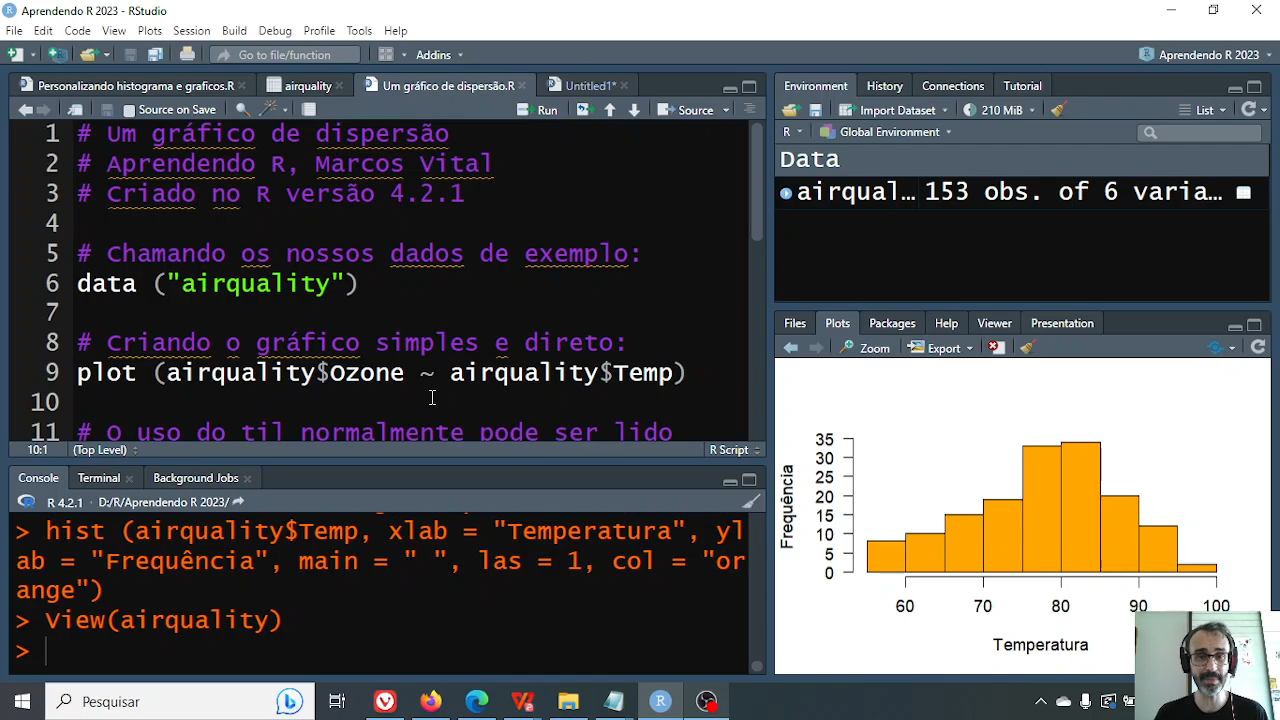 Aprendendo R 2023 - RStudio
File Edit Code View Plots Session Build Debug Profile Tools Help
Go to file/function Addins Aprendendo R 2023
Personalizando histograma e graficos.R airquality Um gráfico de dispersão.R Untitled1*
Source on Save Run Source
1 # Um gráfico de dispersão
2 # Aprendendo R, Marcos Vital
3 # Criado no R versão 4.2.1
4
5 # Chamando os nossos dados de exemplo:
6 data ("airquality")
7
8 # Criando o gráfico simples e direto:
9 plot (airquality$Ozone ~ airquality$Temp)
10
11 # O uso do til normalmente pode ser lido
10:1 (Top Level) R Script
Console Terminal Background Jobs
R 4.2.1 · D:/R/Aprendendo R 2023/
> hist (airquality$Temp, xlab = "Temperatura", yl
ab = "Frequência", main = " ", las = 1, col = "or
ange")
> View(airquality)
>
Environment History Connections Tutorial
Import Dataset 210 MiB List
R Global Environment
Data
airqual… 153 obs. of 6 varia…
Files Plots Packages Help Viewer Presentation
Zoom Export
Frequência
35
30
25
20
15
10
5
0
60 70 80 90 100
Temperatura
Pesquisar